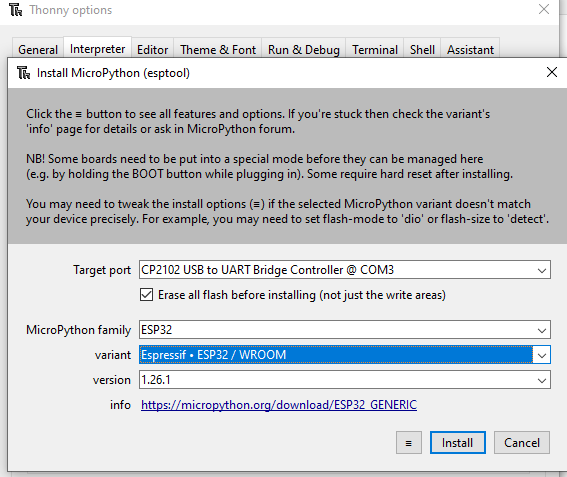 Thonny options
General Interpreter Editor Theme & Font Run & Debug Terminal Shell Assistant
Install MicroPython (esptool)
Click the ≡ button to see all features and options. If you're stuck then check the variant's
'info' page for details or ask in MicroPython forum.
NB! Some boards need to be put into a special mode before they can be managed here
(e.g. by holding the BOOT button while plugging in). Some require hard reset after installing.
You may need to tweak the install options (≡) if the selected MicroPython variant doesn't match
your device precisely. For example, you may need to set flash-mode to 'dio' or flash-size to 'detect'.
Target port CP2102 USB to UART Bridge Controller @ COM3
Erase all flash before installing (not just the write areas)
MicroPython family ESP32
variant Espressif • ESP32 / WROOM
version 1.26.1
info https://micropython.org/download/ESP32_GENERIC
≡ Install Cancel